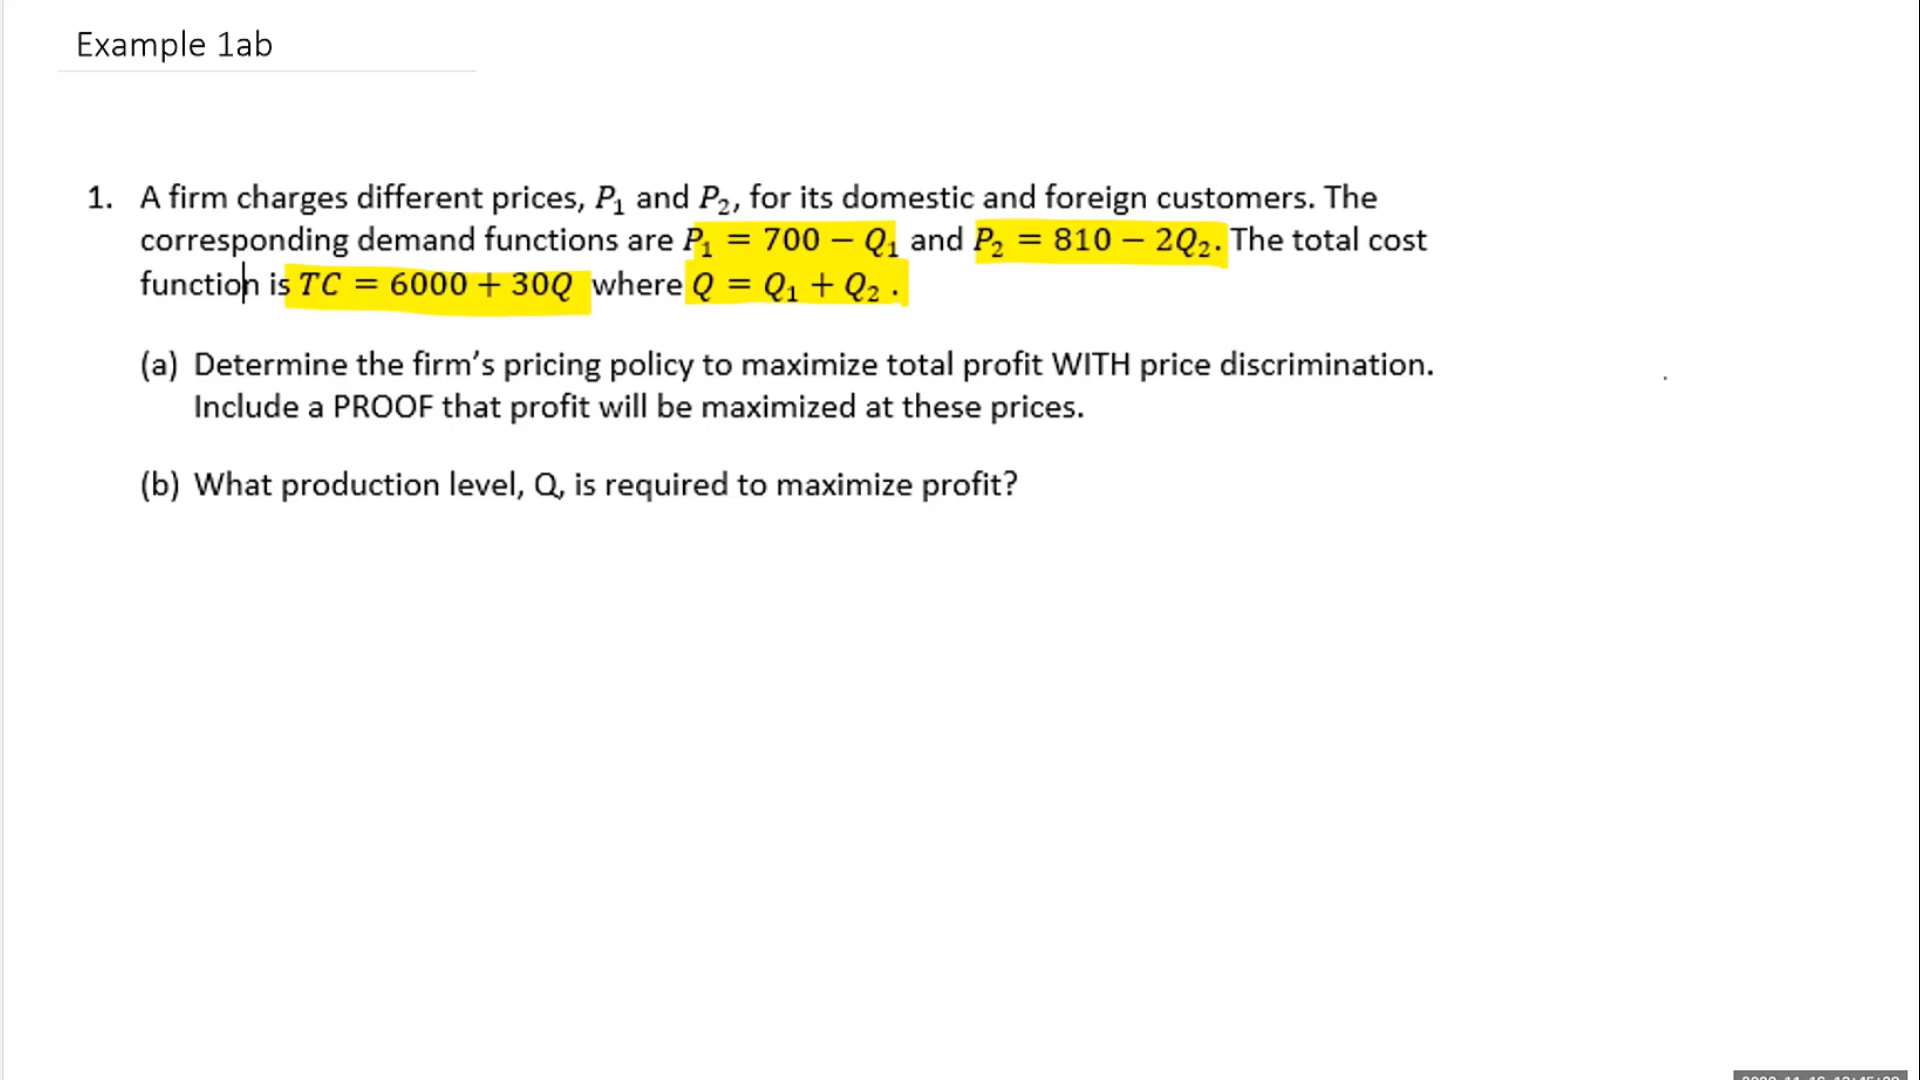 Example 1ab
1. A firm charges different prices, P₁ and P₂, for its domestic and foreign customers. The
corresponding demand functions are P₁ = 700 − Q₁ and P₂ = 810 − 2Q₂. The total cost
function is TC = 6000 + 30Q where Q = Q₁ + Q₂ .
(a) Determine the firm's pricing policy to maximize total profit WITH price discrimination.
Include a PROOF that profit will be maximized at these prices.
(b) What production level, Q, is required to maximize profit?